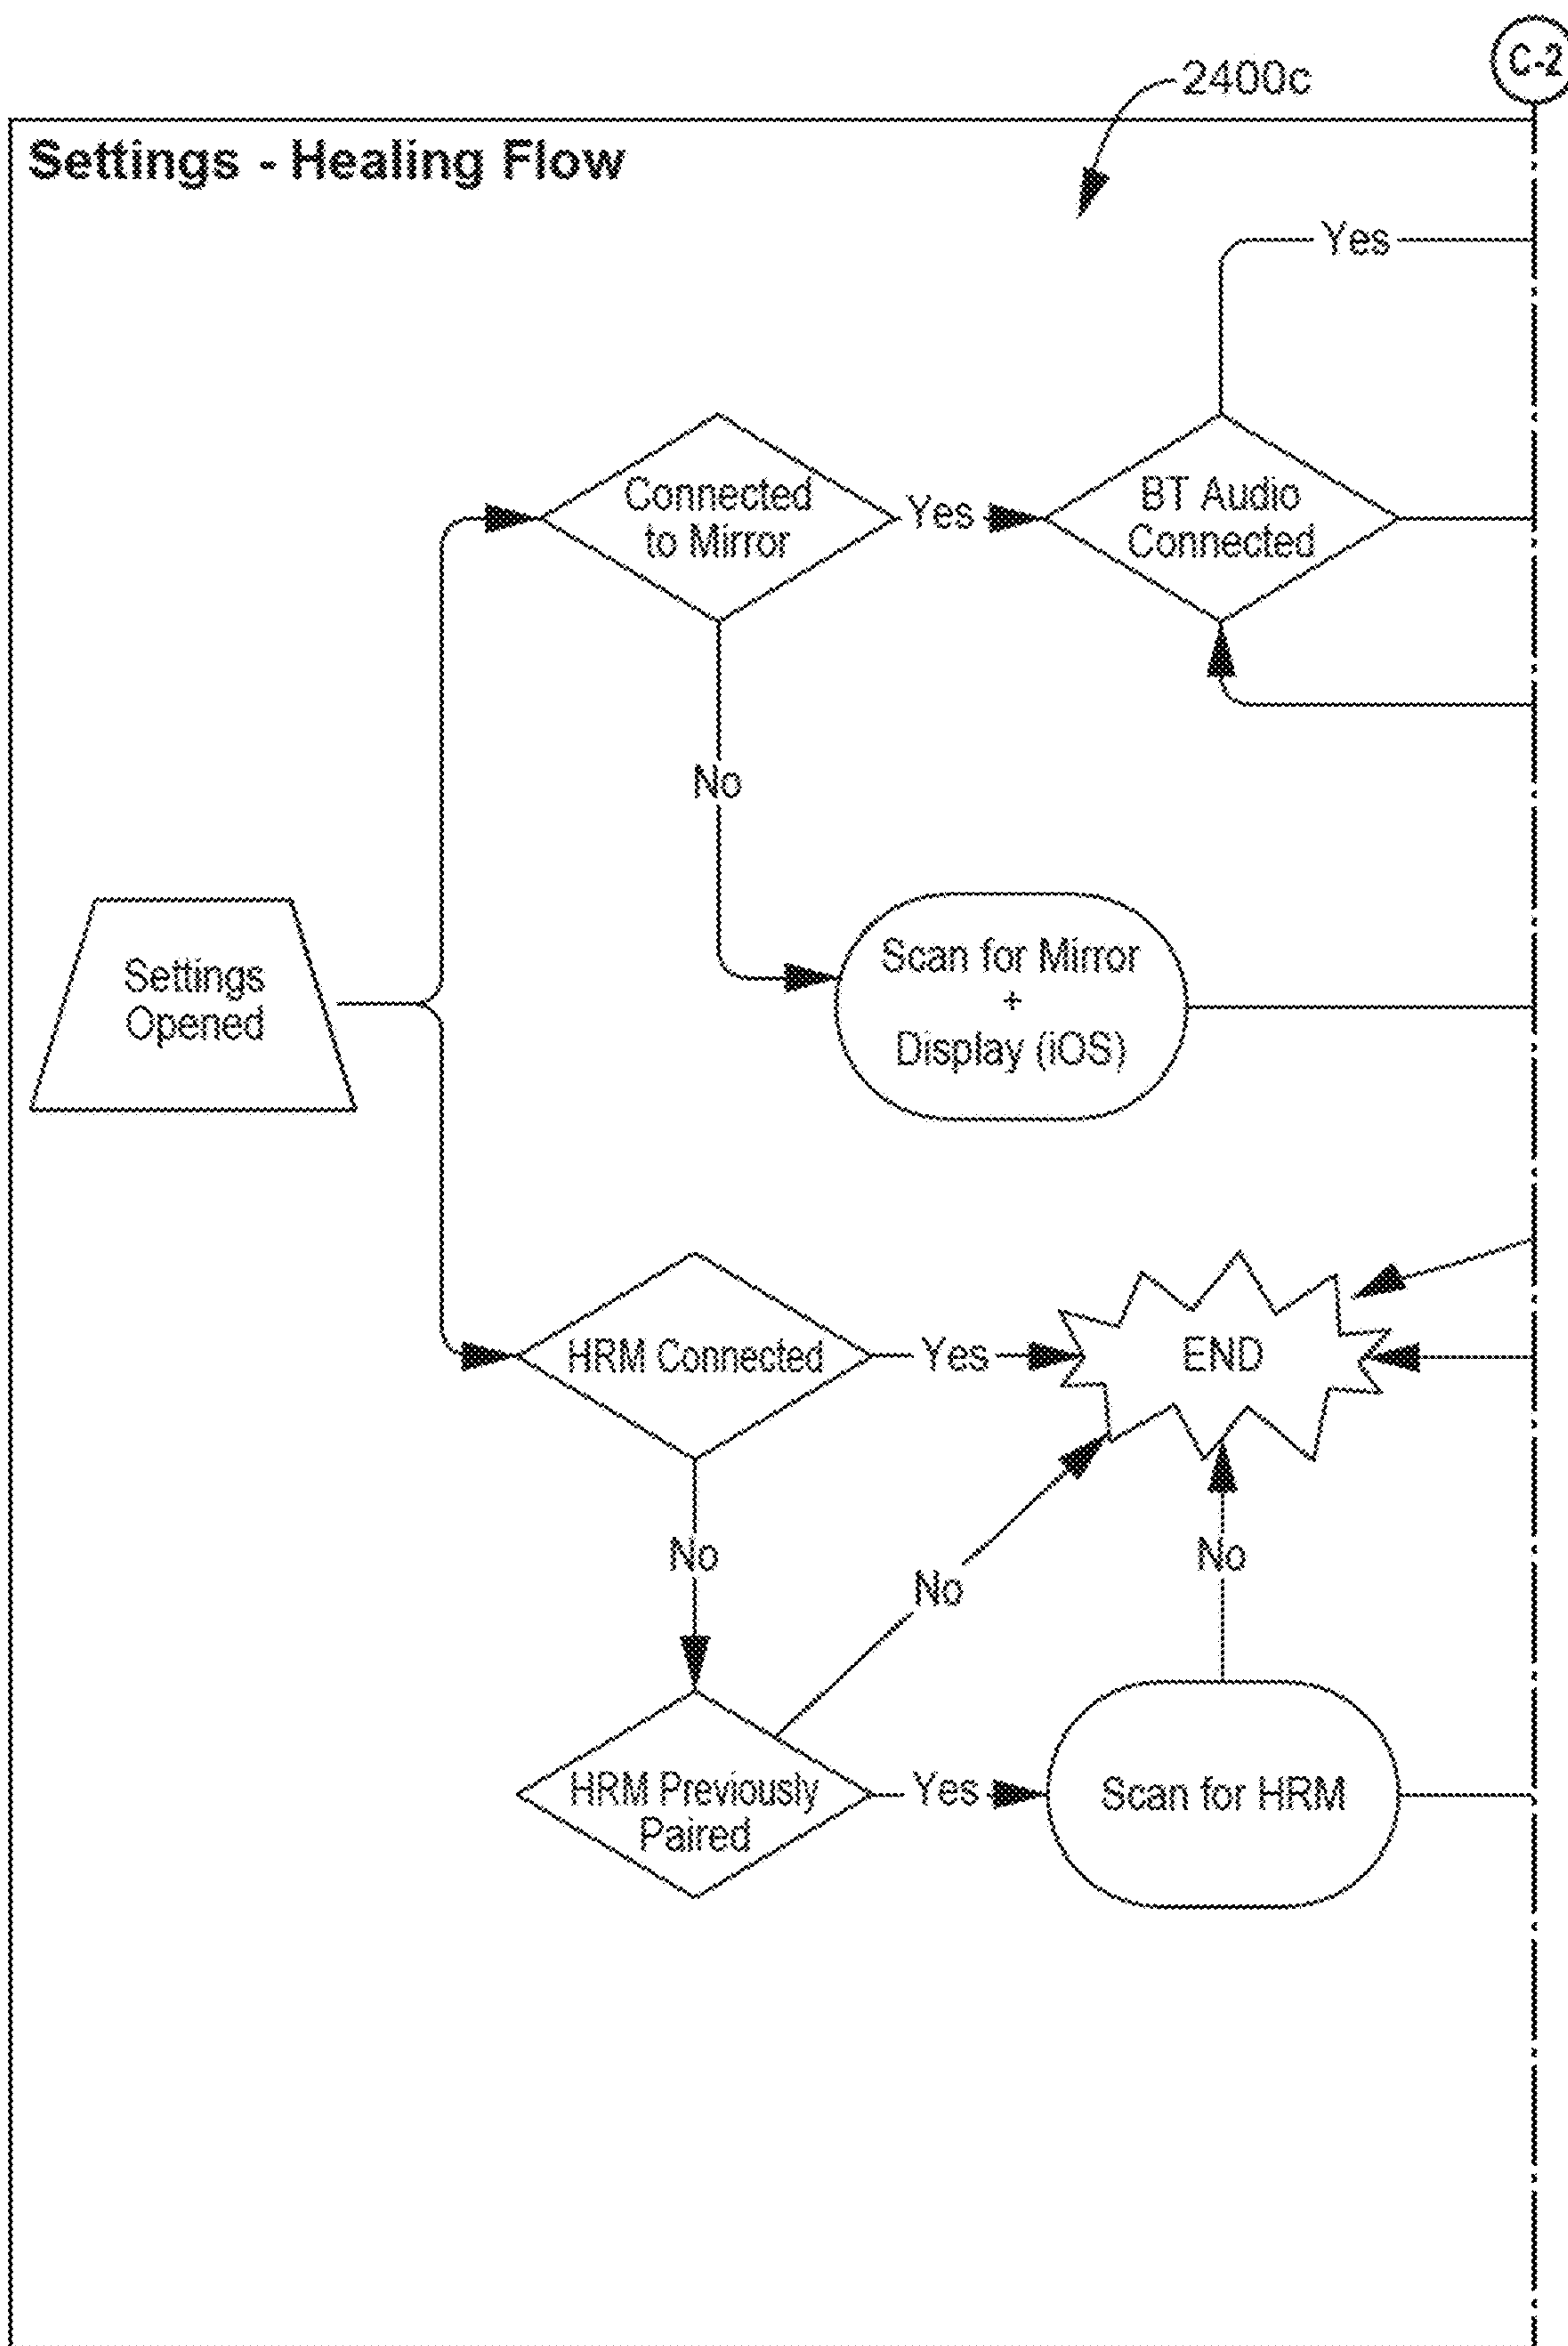 C-2
2400c
Settings - Healing Flow
Yes
Connected
to Mirror
Yes
BT Audio
Connected
No
Settings
Opened
Scan for Mirror
+
Display (iOS)
HRM Connected
Yes
END
No
No
No
HRM Previously
Paired
Yes
Scan for HRM